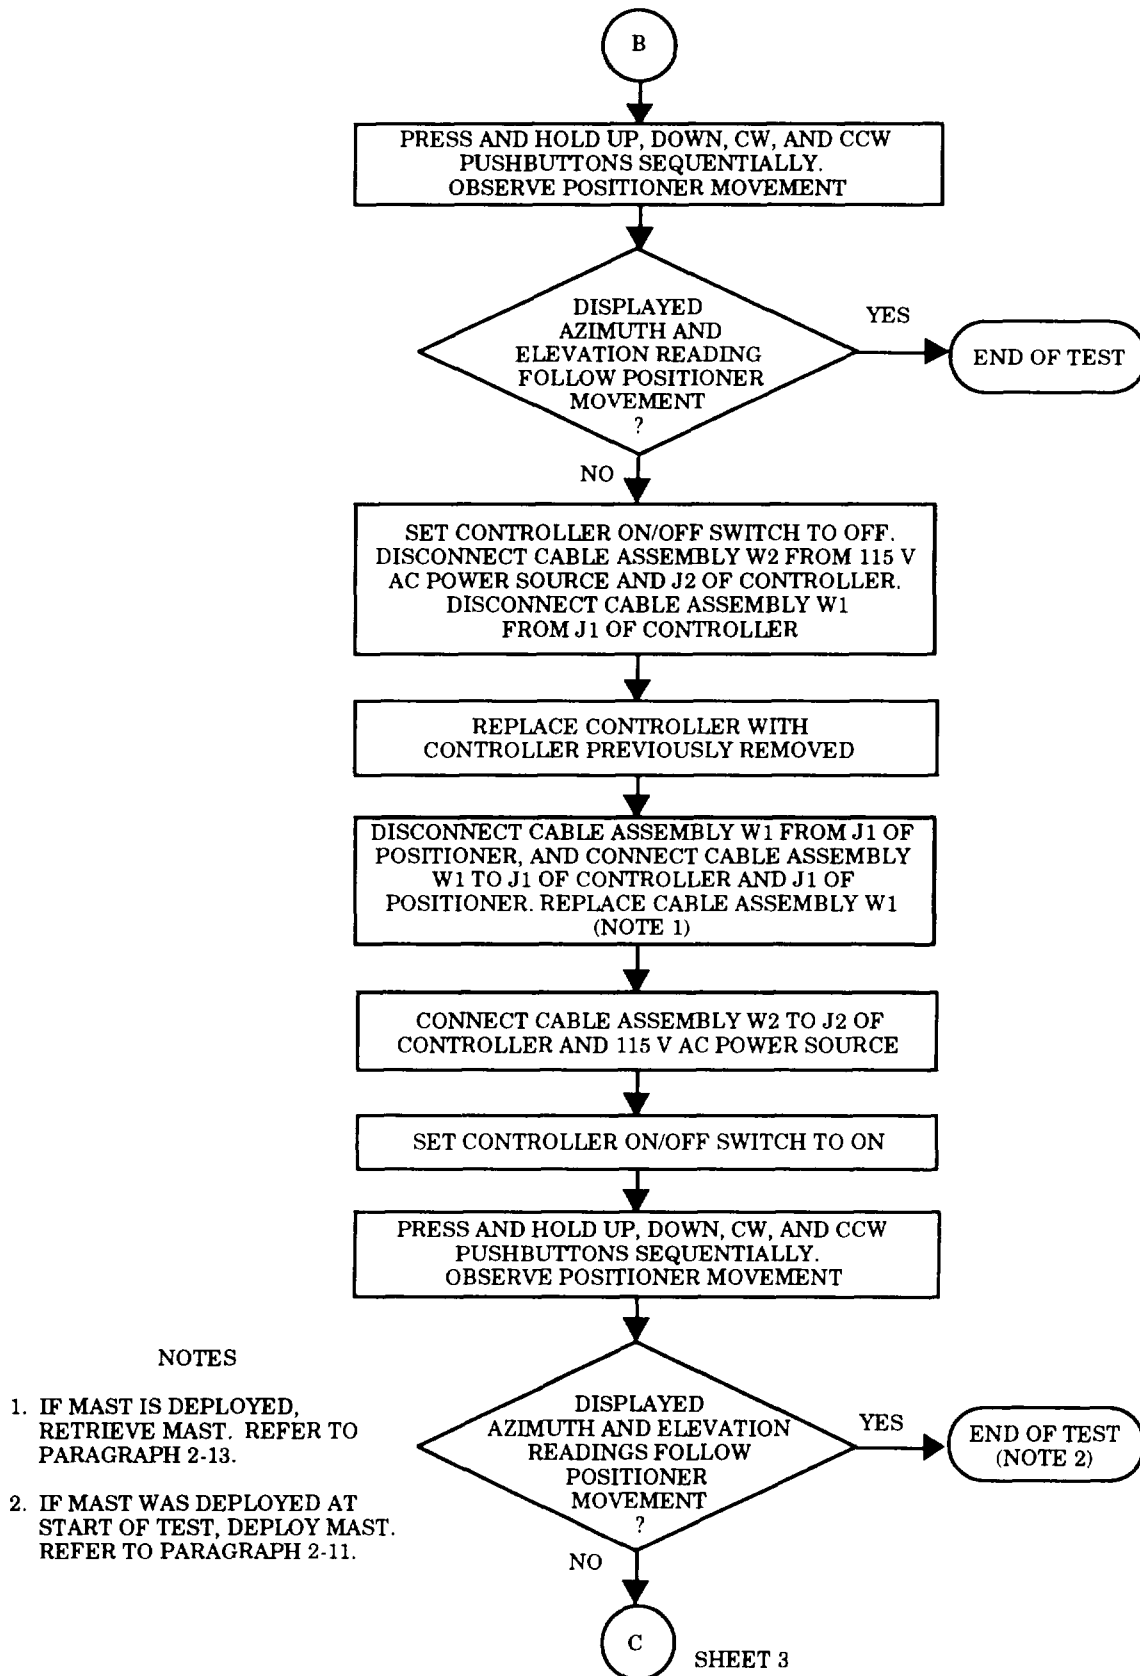 B
PRESS AND HOLD UP, DOWN, CW, AND CCW
PUSHBUTTONS SEQUENTIALLY.
OBSERVE POSITIONER MOVEMENT
DISPLAYED
AZIMUTH AND
ELEVATION READING
FOLLOW POSITIONER
MOVEMENT
?
YES
END OF TEST
NO
SET CONTROLLER ON/OFF SWITCH TO OFF.
DISCONNECT CABLE ASSEMBLY W2 FROM 115 V
AC POWER SOURCE AND J2 OF CONTROLLER.
DISCONNECT CABLE ASSEMBLY W1
FROM J1 OF CONTROLLER
REPLACE CONTROLLER WITH
CONTROLLER PREVIOUSLY REMOVED
DISCONNECT CABLE ASSEMBLY W1 FROM J1 OF
POSITIONER, AND CONNECT CABLE ASSEMBLY
W1 TO J1 OF CONTROLLER AND J1 OF
POSITIONER. REPLACE CABLE ASSEMBLY W1
(NOTE 1)
CONNECT CABLE ASSEMBLY W2 TO J2 OF
CONTROLLER AND 115 V AC POWER SOURCE
SET CONTROLLER ON/OFF SWITCH TO ON
PRESS AND HOLD UP, DOWN, CW, AND CCW
PUSHBUTTONS SEQUENTIALLY.
OBSERVE POSITIONER MOVEMENT
DISPLAYED
AZIMUTH AND ELEVATION
READINGS FOLLOW
POSITIONER
MOVEMENT
?
YES
END OF TEST
(NOTE 2)
NO
C
SHEET 3
NOTES
1. IF MAST IS DEPLOYED,
RETRIEVE MAST. REFER TO
PARAGRAPH 2-13.
2. IF MAST WAS DEPLOYED AT
START OF TEST, DEPLOY MAST.
REFER TO PARAGRAPH 2-11.